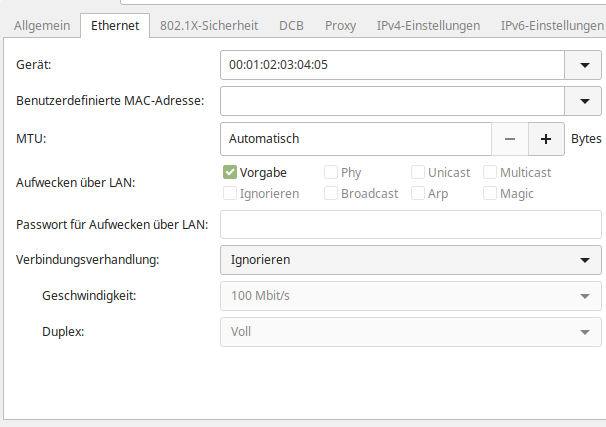 Allgemein Ethernet 802.1X-Sicherheit DCB Proxy IPv4-Einstellungen IPv6-Einstellungen
Gerät: 00:01:02:03:04:05
Benutzerdefinierte MAC-Adresse:
MTU: Automatisch − + Bytes
Aufwecken über LAN: Vorgabe Phy Unicast Multicast
Ignorieren Broadcast Arp Magic
Passwort für Aufwecken über LAN:
Verbindungsverhandlung: Ignorieren
Geschwindigkeit: 100 Mbit/s
Duplex: Voll